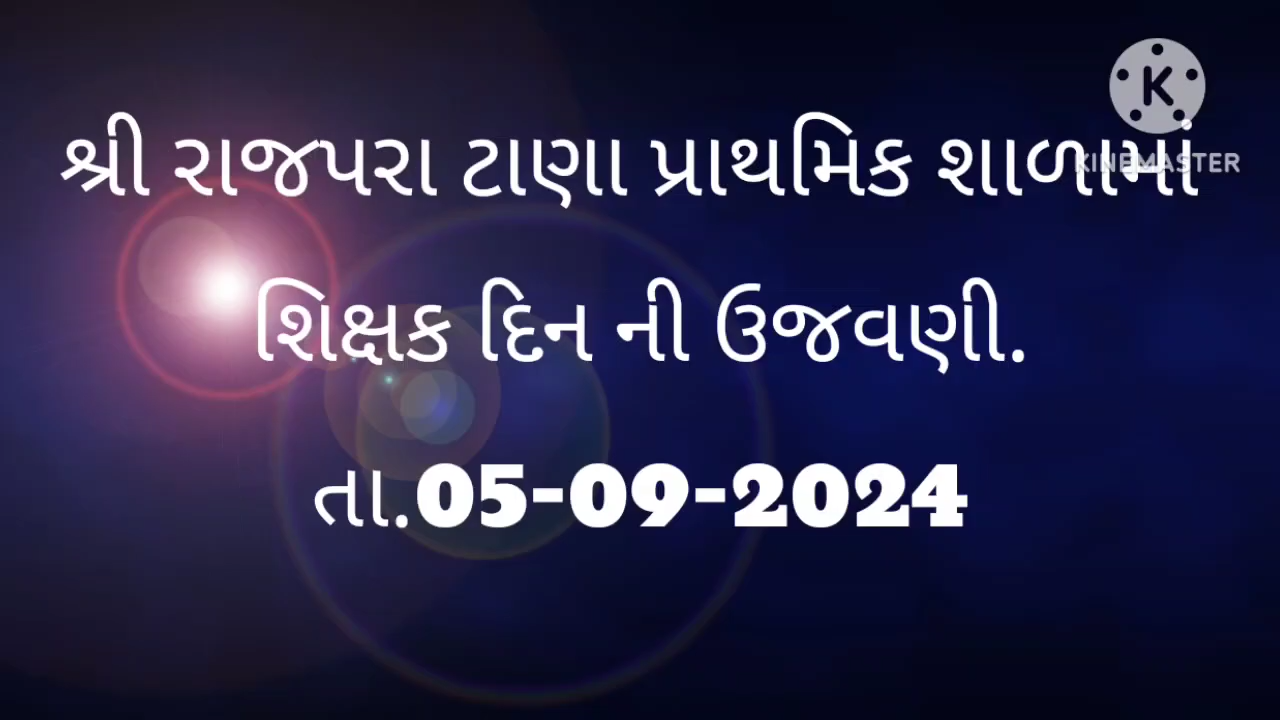 શ્રી રાજપરા ટાણા પ્રાથમિક શાળામાં
KINEMASTER
શિક્ષક દિન ની ઉજવણી.
તા.05-09-2024